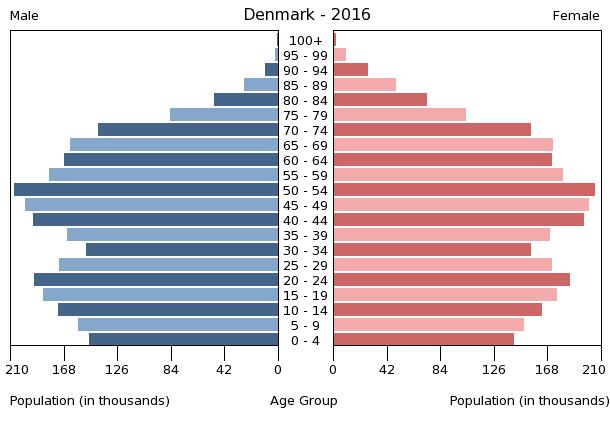 Denmark - 2016
Male
Female
100+
95 - 99
90 - 94
85 - 89
80 - 84
75 - 79
70 - 74
65 - 69
60 - 64
55 - 59
50 - 54
45 - 49
40 - 44
35 - 39
30 - 34
25 - 29
20 - 24
15 - 19
10 - 14
5 - 9
0 - 4
210 168 126 84 42 0 0 42 84 126 168 210
Population (in thousands) Age Group Population (in thousands)